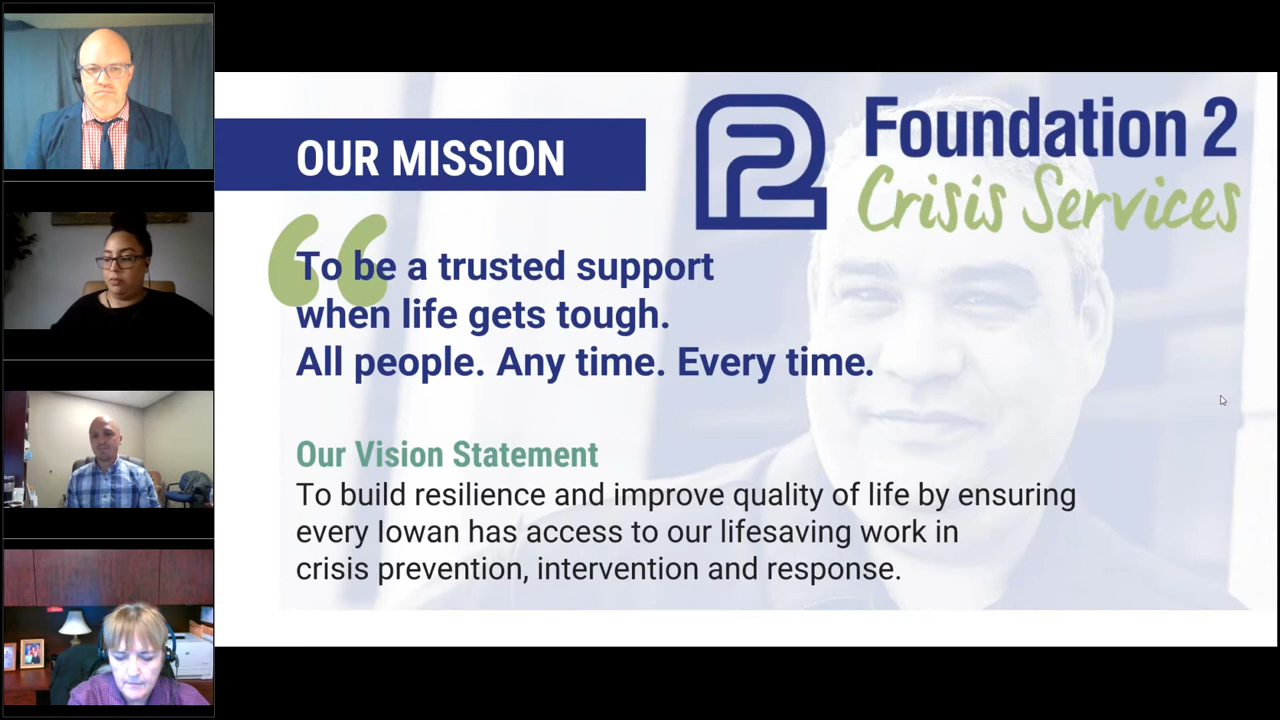 OUR MISSION
Foundation 2
Crisis Services
To be a trusted support
when life gets tough.
All people. Any time. Every time.
Our Vision Statement
To build resilience and improve quality of life by ensuring
every Iowan has access to our lifesaving work in
crisis prevention, intervention and response.